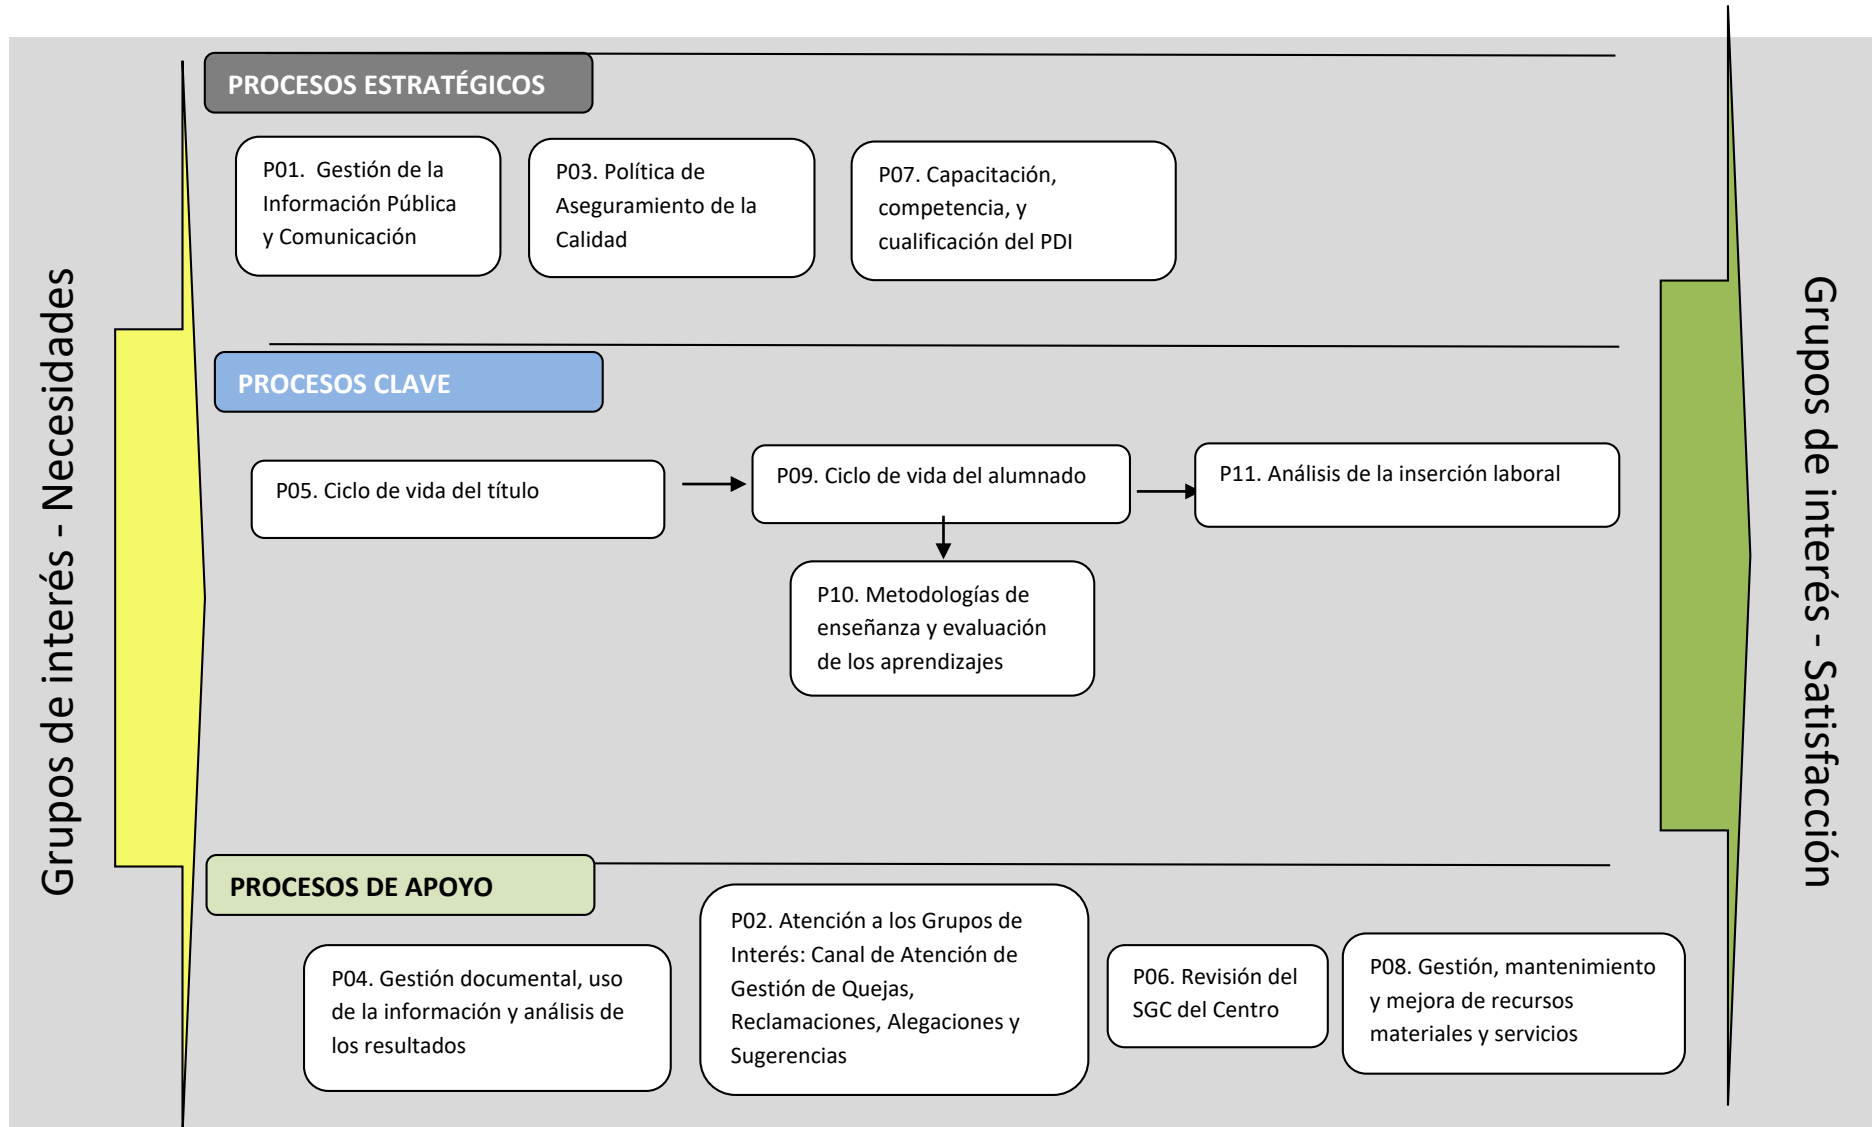 Grupos de interés - Necesidades
PROCESOS ESTRATÉGICOS
P01.  Gestión de la
Información Pública
y Comunicación
P03. Política de
Aseguramiento de la
Calidad
P07. Capacitación,
competencia, y
cualificación del PDI
PROCESOS CLAVE
P05. Ciclo de vida del título
P09. Ciclo de vida del alumnado
P11. Análisis de la inserción laboral
P10. Metodologías de
enseñanza y evaluación
de los aprendizajes
PROCESOS DE APOYO
P04. Gestión documental, uso
de la información y análisis de
los resultados
P02. Atención a los Grupos de
Interés: Canal de Atención de
Gestión de Quejas,
Reclamaciones, Alegaciones y
Sugerencias
P06. Revisión del
SGC del Centro
P08. Gestión, mantenimiento
y mejora de recursos
materiales y servicios
Grupos de interés - Satisfacción